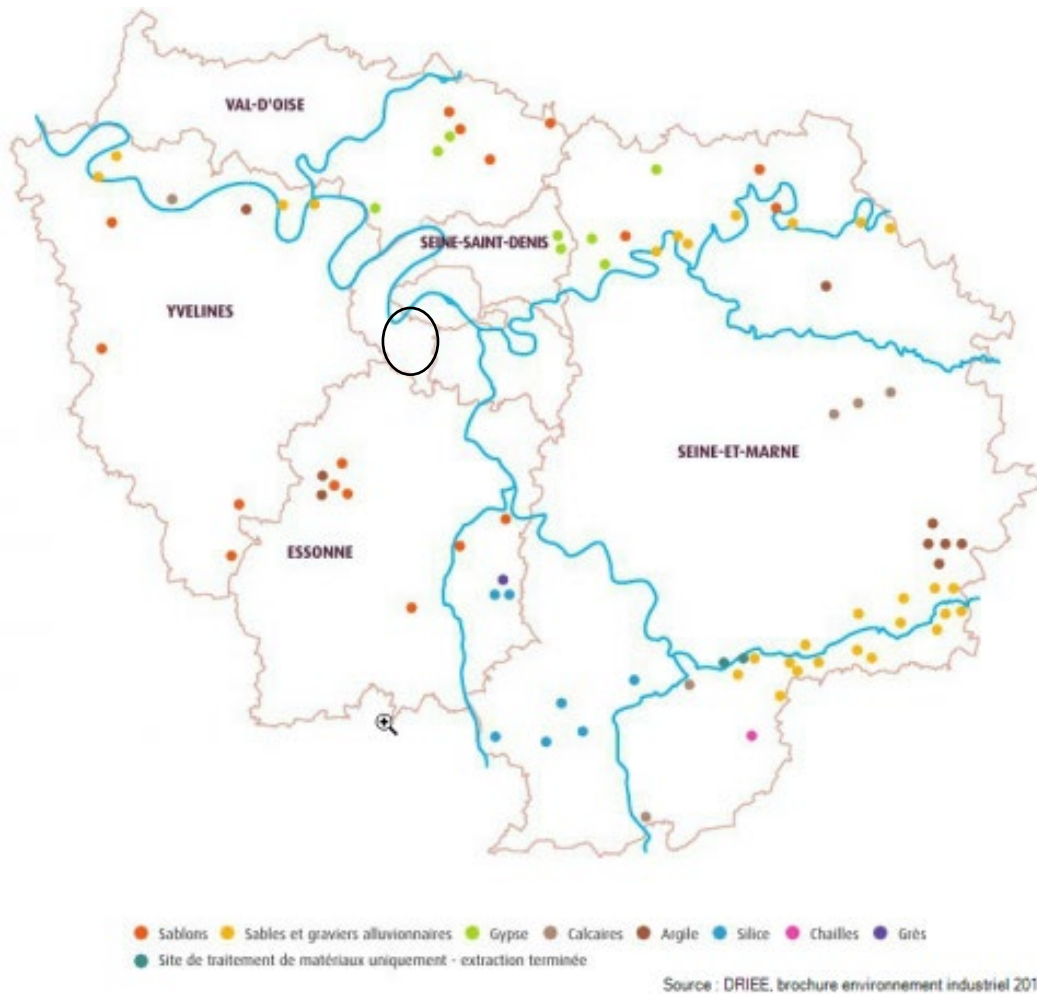 VAL-D'OISE
SEINE-SAINT-DENIS
YVELINES
SEINE-ET-MARNE
ESSONNE
Sablons Sables et graviers alluvionnaires Gypse Calcaires Argile Silice Chailles Grès
Site de traitement de matériaux uniquement - extraction terminée
Source : DRIEE, brochure environnement industriel 201